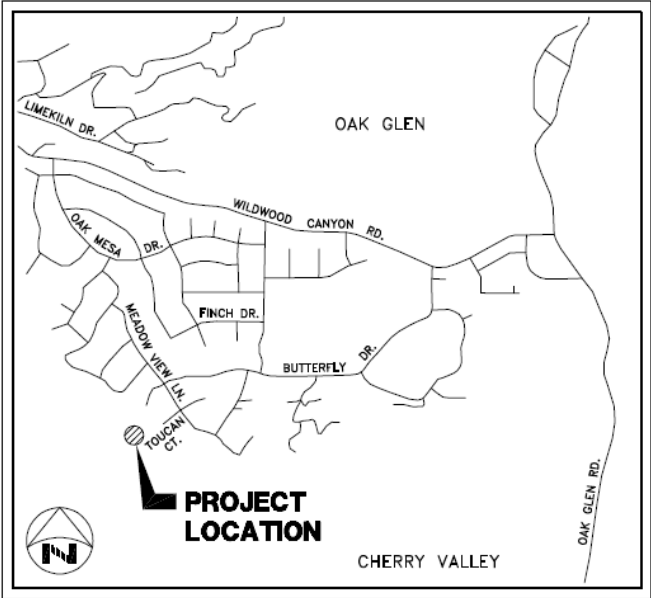 LIMEKILN DR.
OAK GLEN
WILDWOOD CANYON RD.
OAK MESA DR.
FINCH DR.
MEADOW VIEW LN.
BUTTERFLY DR.
TOUCAN
CT.
PROJECT
LOCATION
OAK GLEN RD.
N
CHERRY VALLEY